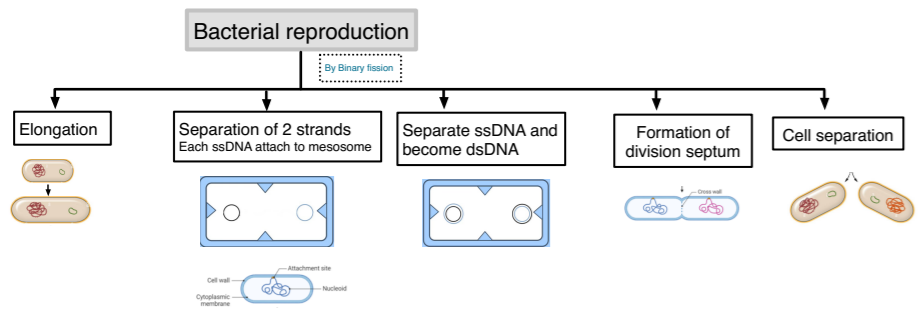 Bacterial reproduction
By Binary fission
Elongation
Separation of 2 strands
Each ssDNA attach to mesosome
Separate ssDNA and
become dsDNA
Formation of
division septum
Cell separation
Cross wall
Attachment site
Cell wall
Nucleoid
Cytoplasmic
membrane